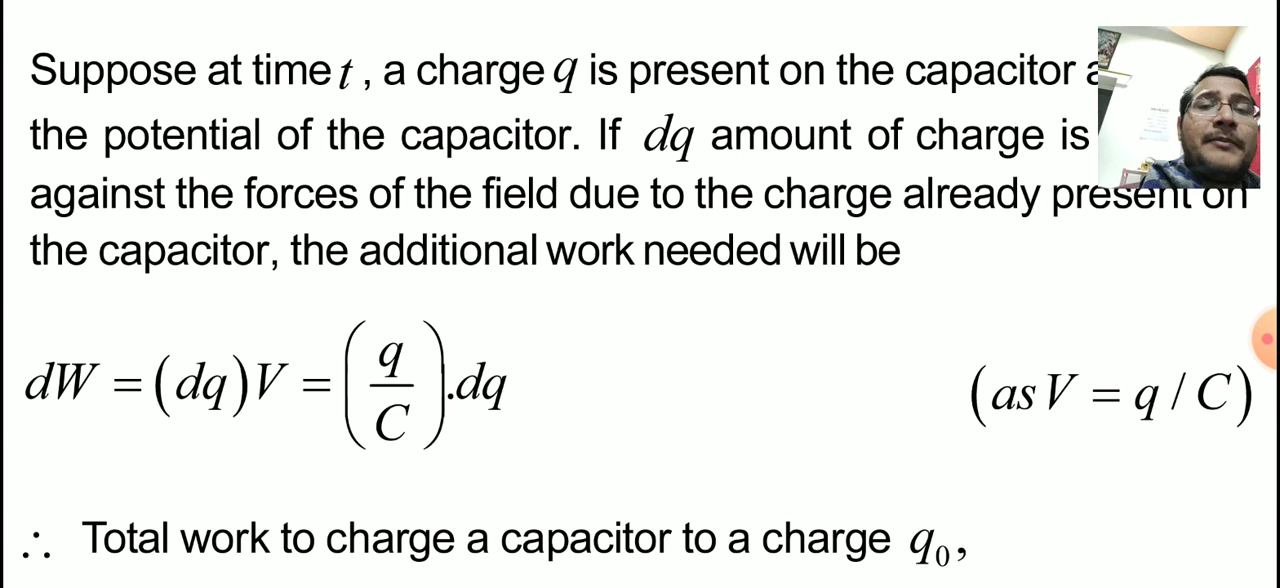 Suppose at time t, a charge q is present on the capacitor
the potential of the capacitor. If dq amount of charge is
against the forces of the field due to the charge already present on
the capacitor, the additional work needed will be
dW = (dq)V = (q/C).dq (as V = q / C)
∴ Total work to charge a capacitor to a charge q₀,